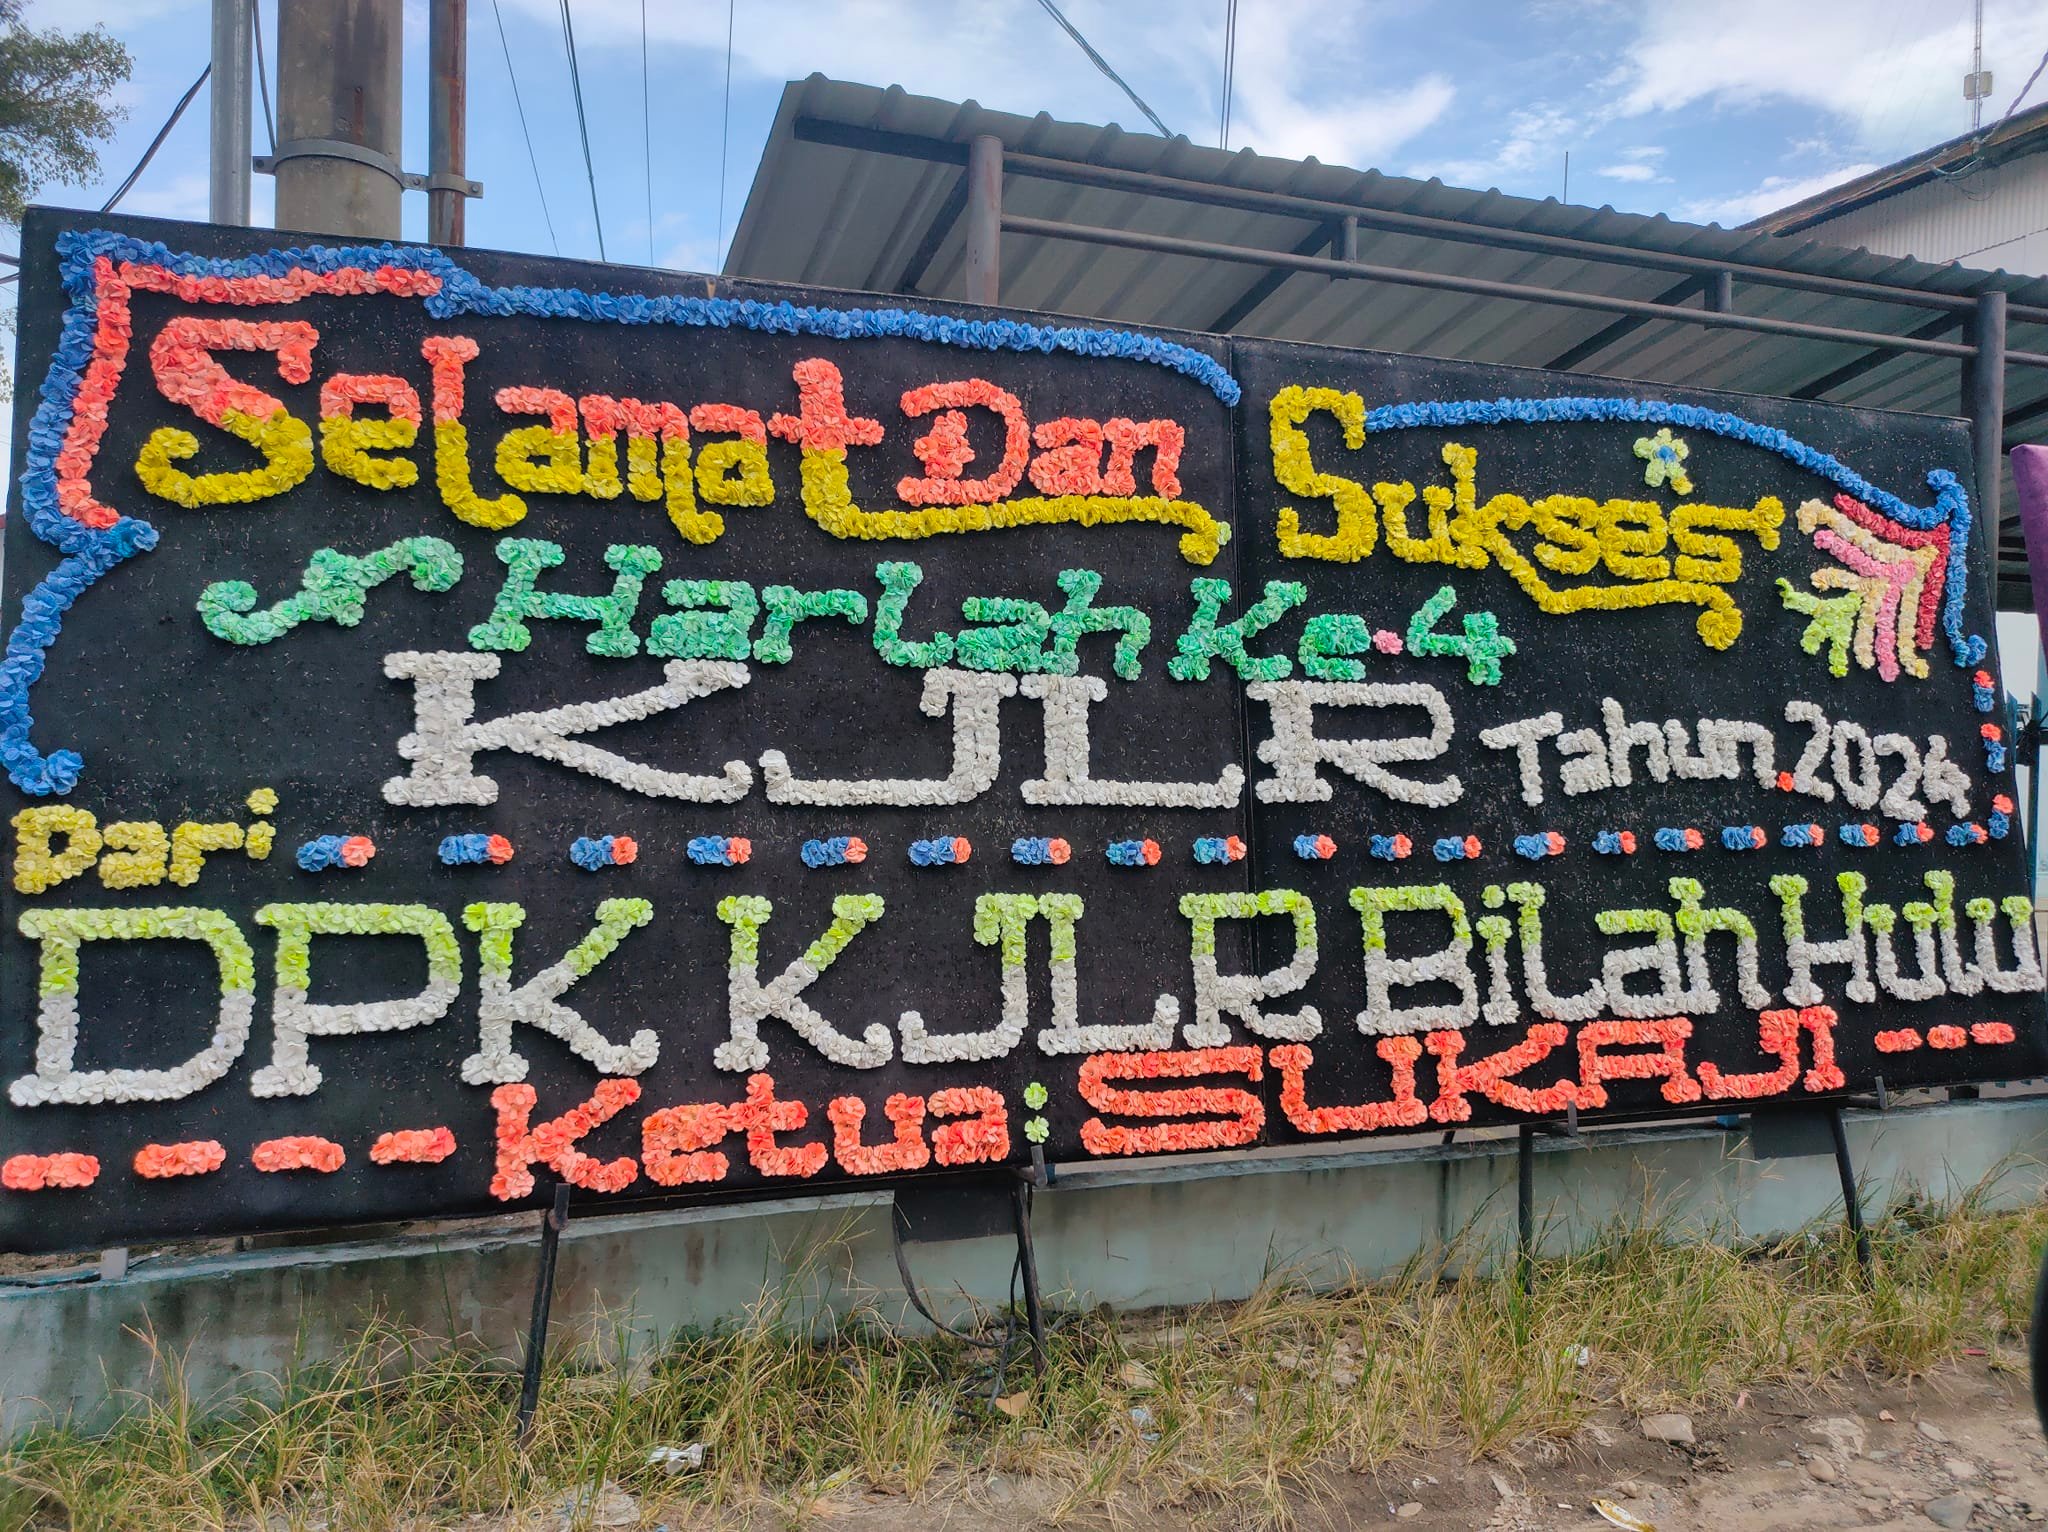 Selamat Dan Sukses
Harlah Ke-4
KJLR Tahun 2024
Dari
DPK KJLR Bilah Hulu
Ketua: SUKAJI